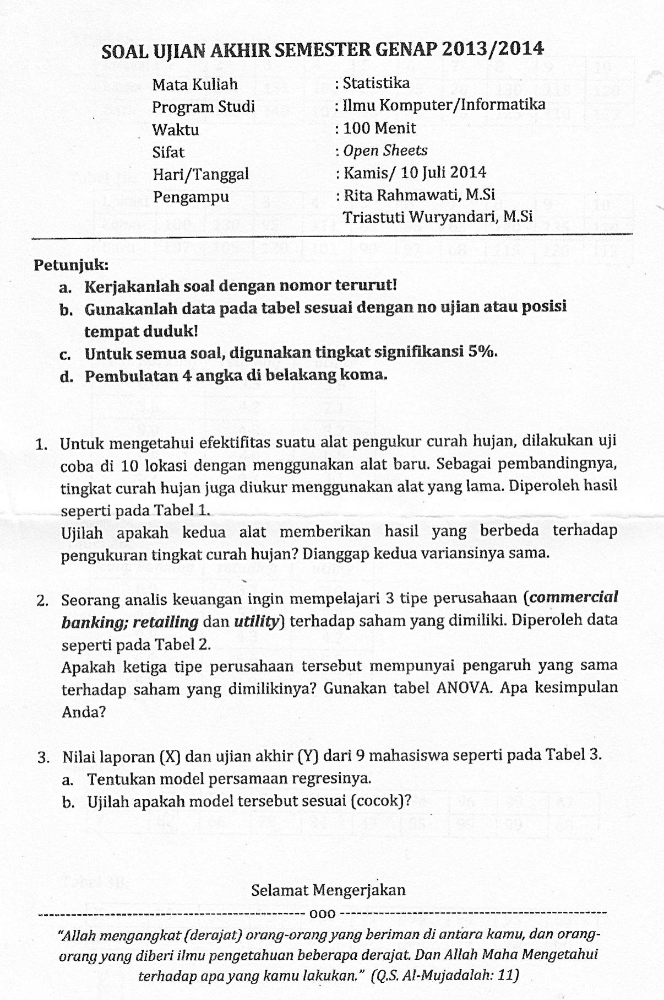 SOAL UJIAN AKHIR SEMESTER GENAP 2013/2014
Mata Kuliah : Statistika
Program Studi : Ilmu Komputer/Informatika
Waktu : 100 Menit
Sifat : Open Sheets
Hari/Tanggal : Kamis/ 10 Juli 2014
Pengampu : Rita Rahmawati, M.Si
Triastuti Wuryandari, M.Si
Petunjuk:
a. Kerjakanlah soal dengan nomor terurut!
b. Gunakanlah data pada tabel sesuai dengan no ujian atau posisi
tempat duduk!
c. Untuk semua soal, digunakan tingkat signifikansi 5%.
d. Pembulatan 4 angka di belakang koma.
1. Untuk mengetahui efektifitas suatu alat pengukur curah hujan, dilakukan uji
coba di 10 lokasi dengan menggunakan alat baru. Sebagai pembandingnya,
tingkat curah hujan juga diukur menggunakan alat yang lama. Diperoleh hasil
seperti pada Tabel 1.
Ujilah apakah kedua alat memberikan hasil yang berbeda terhadap
pengukuran tingkat curah hujan? Dianggap kedua variansinya sama.
2. Seorang analis keuangan ingin mempelajari 3 tipe perusahaan (commercial
banking; retailing dan utility) terhadap saham yang dimiliki. Diperoleh data
seperti pada Tabel 2.
Apakah ketiga tipe perusahaan tersebut mempunyai pengaruh yang sama
terhadap saham yang dimilikinya? Gunakan tabel ANOVA. Apa kesimpulan
Anda?
3. Nilai laporan (X) dan ujian akhir (Y) dari 9 mahasiswa seperti pada Tabel 3.
a. Tentukan model persamaan regresinya.
b. Ujilah apakah model tersebut sesuai (cocok)?
Selamat Mengerjakan
------------------------------------------------ ooo ------------------------------------------------
“Allah mengangkat (derajat) orang-orang yang beriman di antara kamu, dan orang-
orang yang diberi ilmu pengetahuan beberapa derajat. Dan Allah Maha Mengetahui
terhadap apa yang kamu lakukan.” (Q.S. Al-Mujadalah: 11)